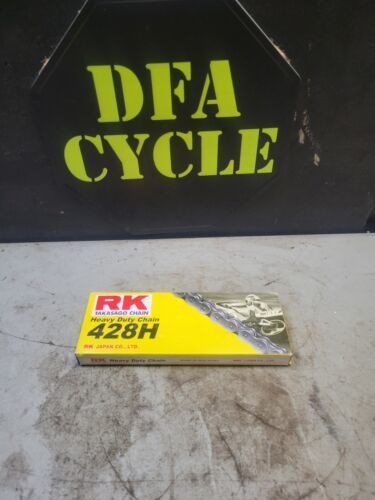 DFA
CYCLE
RK
TAKASAGO CHAIN
Heavy Duty Chain
428H
RK JAPAN CO., LTD.
RK Heavy Duty Chain